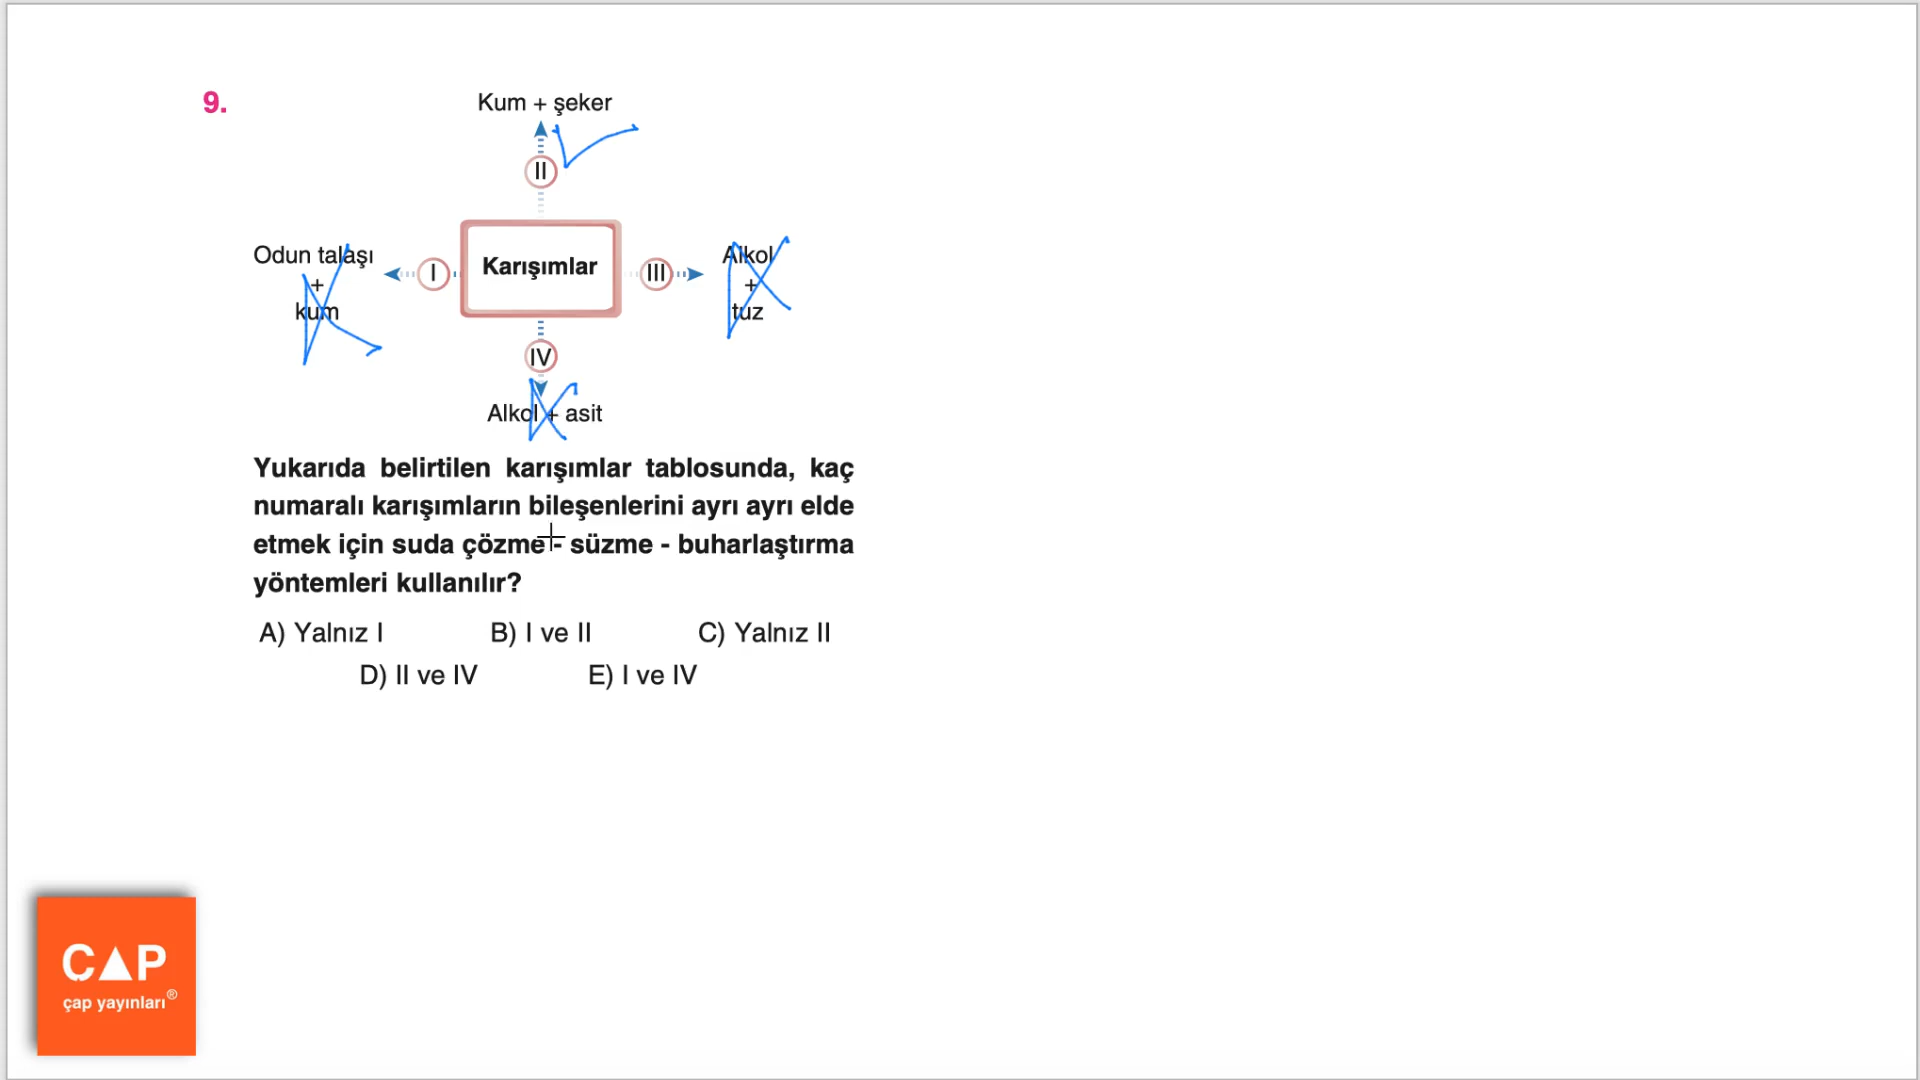 9.
Kum + şeker
II
Odun talaşı
+
kum
I
Karışımlar
III
Alkol
+
tuz
IV
Alkol + asit
Yukarıda belirtilen karışımlar tablosunda, kaç
numaralı karışımların bileşenlerini ayrı ayrı elde
etmek için suda çözme - süzme - buharlaştırma
yöntemleri kullanılır?
A) Yalnız I B) I ve II C) Yalnız II
D) II ve IV E) I ve IV
ÇAP
çap yayınları®